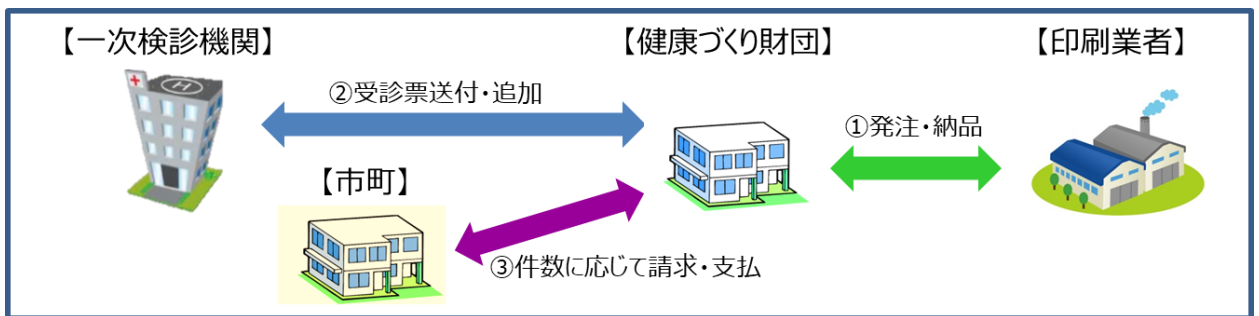 【一次検診機関】
【健康づくり財団】
【印刷業者】
②受診票送付・追加
①発注・納品
【市町】
③件数に応じて請求・支払
H